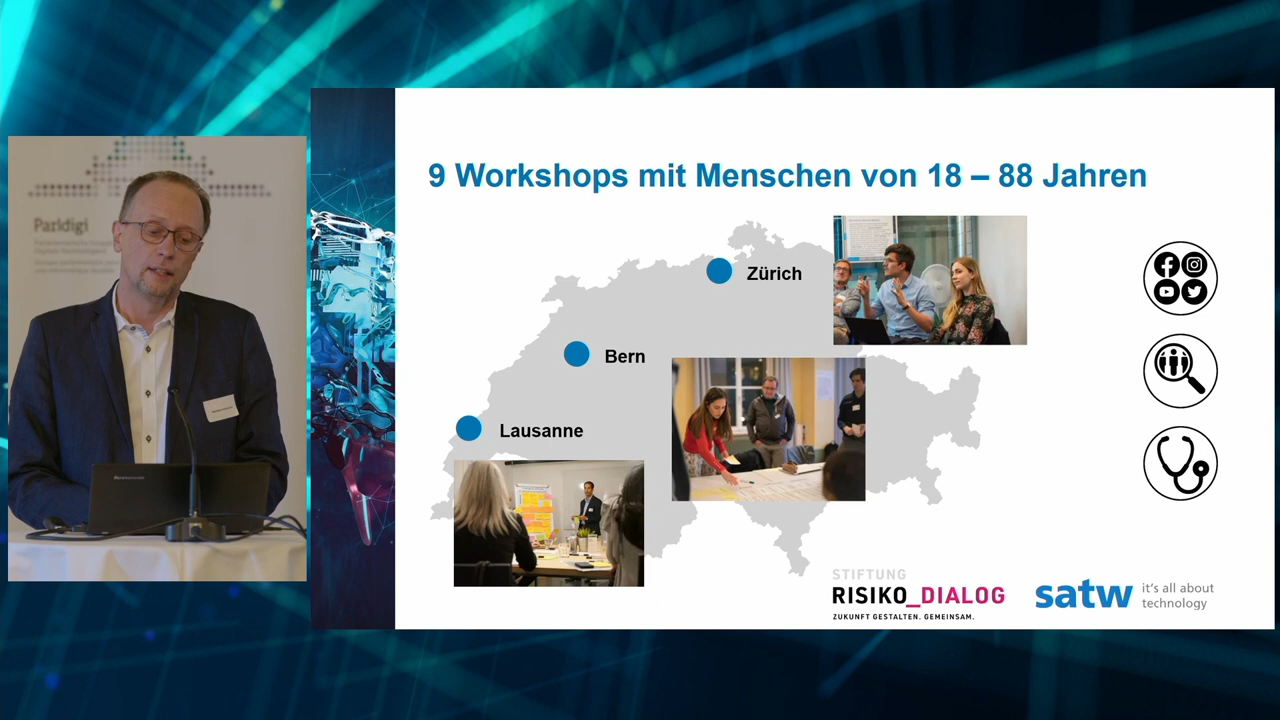 Paridigi
9 Workshops mit Menschen von 18 – 88 Jahren
Zürich
Bern
Lausanne
STIFTUNG
RISIKO_DIALOG
ZUKUNFT GESTALTEN. GEMEINSAM.
satw
it's all about
technology